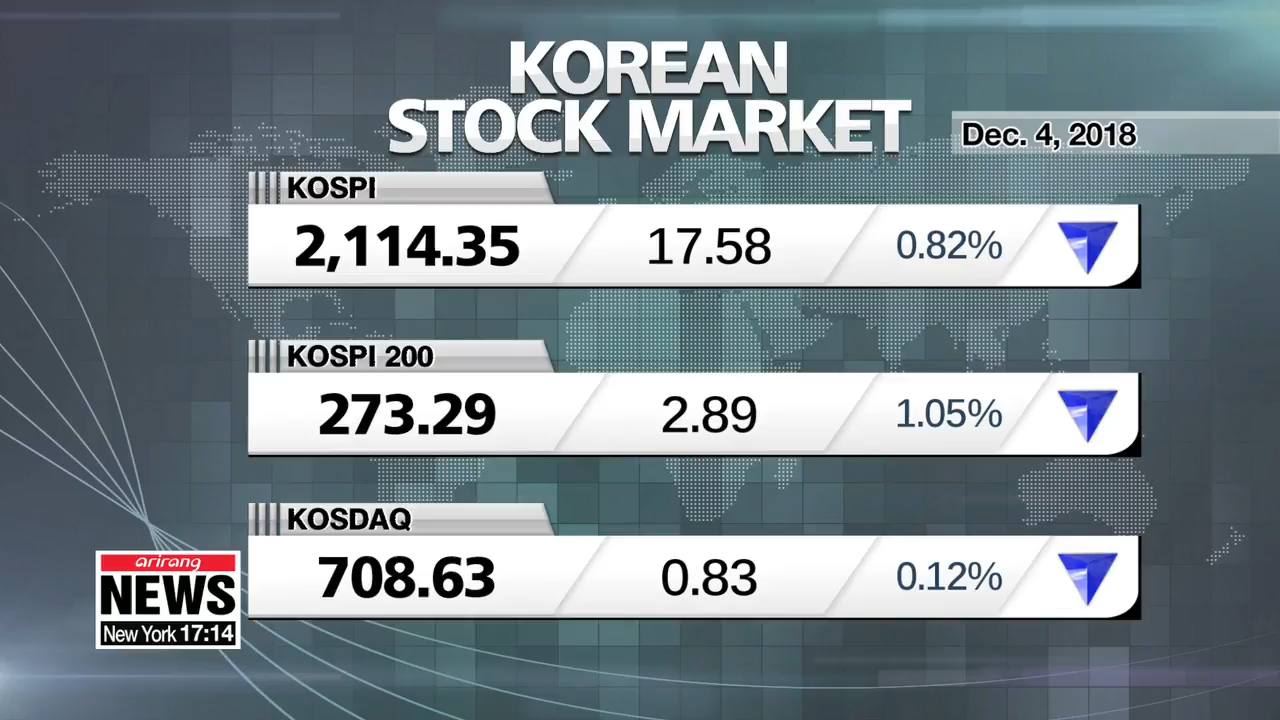 KOREAN
STOCK MARKET
Dec. 4, 2018
KOSPI
2,114.35 17.58 0.82%
KOSPI 200
273.29 2.89 1.05%
KOSDAQ
708.63 0.83 0.12%
arirang
NEWS
New York 17:14